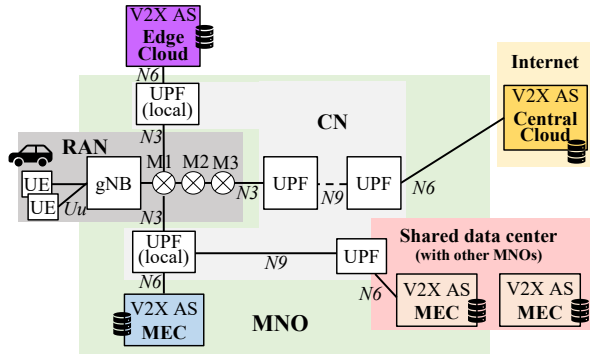 V2X AS
Edge
Cloud
N6
UPF
(local)
N3
CN
Internet
V2X AS
Central
Cloud
RAN
M1
M2
M3
UE
UE
Uu
gNB
N3
UPF
N9
UPF
N6
N3
UPF
(local)
N9
UPF
N6
N6
Shared data center
(with other MNOs)
V2X AS
MEC
V2X AS
MEC
V2X AS
MEC
MNO